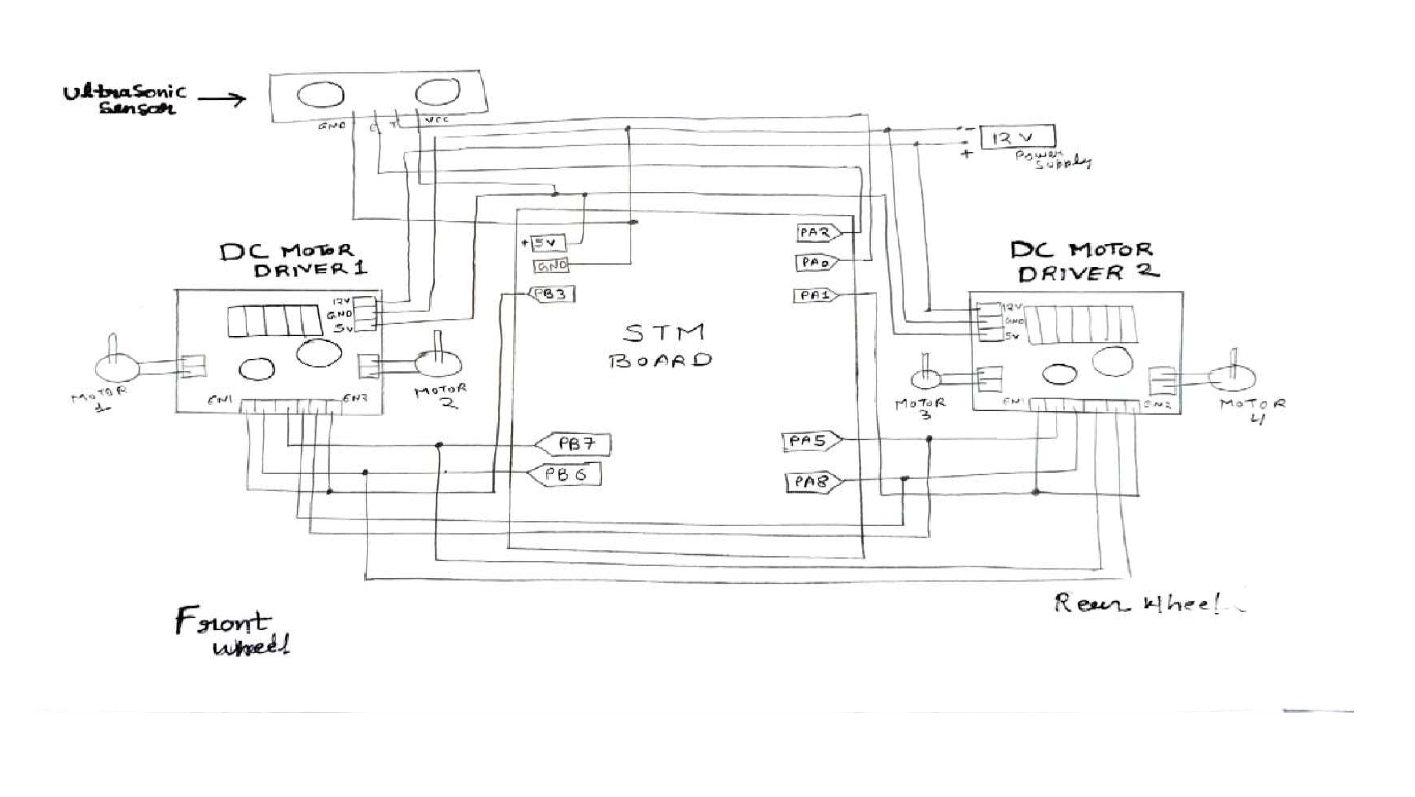 Ultrasonic
Sensor
GND E T VCC
- 12 V
+ Power
Supply
DC MOTOR
DRIVER 1
12V
GND
5V
MOTOR
1
MOTOR
2
EN1 EN2
+ 5V
GND
PB3
STM
BOARD
PB7
PB6
PA2
PA0
PA1
PA5
PA8
DC MOTOR
DRIVER 2
12V
GND
5V
MOTOR
3
MOTOR
4
EN1 EN2
Front
wheel
Rear wheel